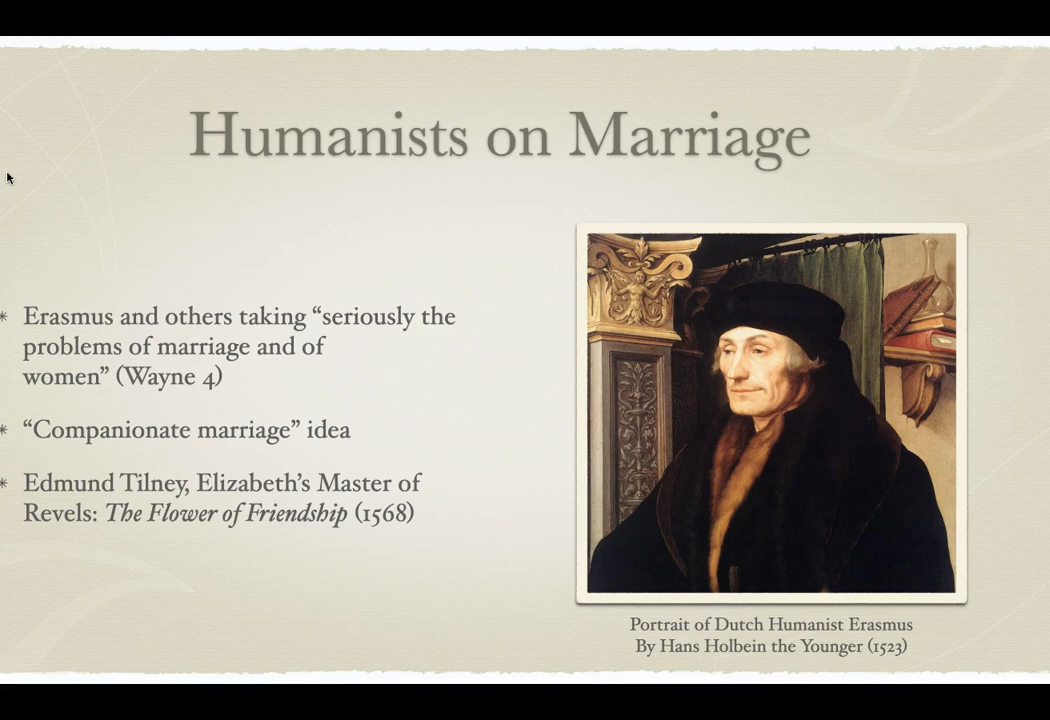 Humanists on Marriage
* Erasmus and others taking “seriously the
problems of marriage and of
women” (Wayne 4)
* “Companionate marriage” idea
* Edmund Tilney, Elizabeth’s Master of
Revels: The Flower of Friendship (1568)
Portrait of Dutch Humanist Erasmus
By Hans Holbein the Younger (1523)